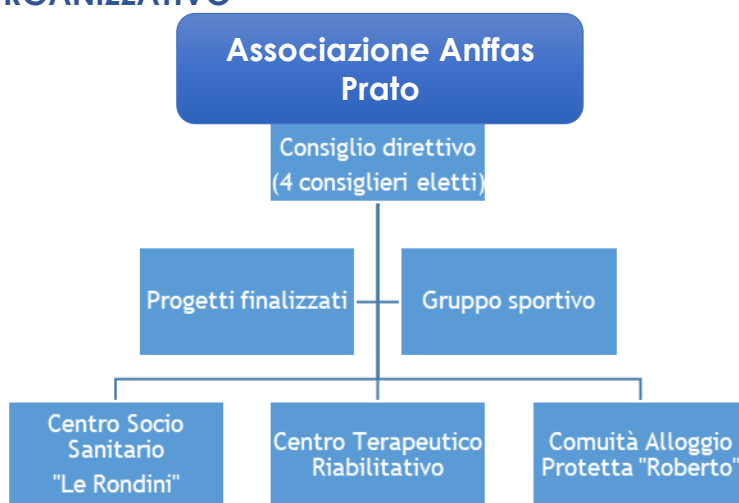 RGANIZZATIVO
Associazione Anffas
Prato
Consiglio direttivo
(4 consiglieri eletti)
Progetti finalizzati
Gruppo sportivo
Centro Socio
Sanitario
"Le Rondini"
Centro Terapeutico
Riabilitativo
Comuità Alloggio
Protetta "Roberto"